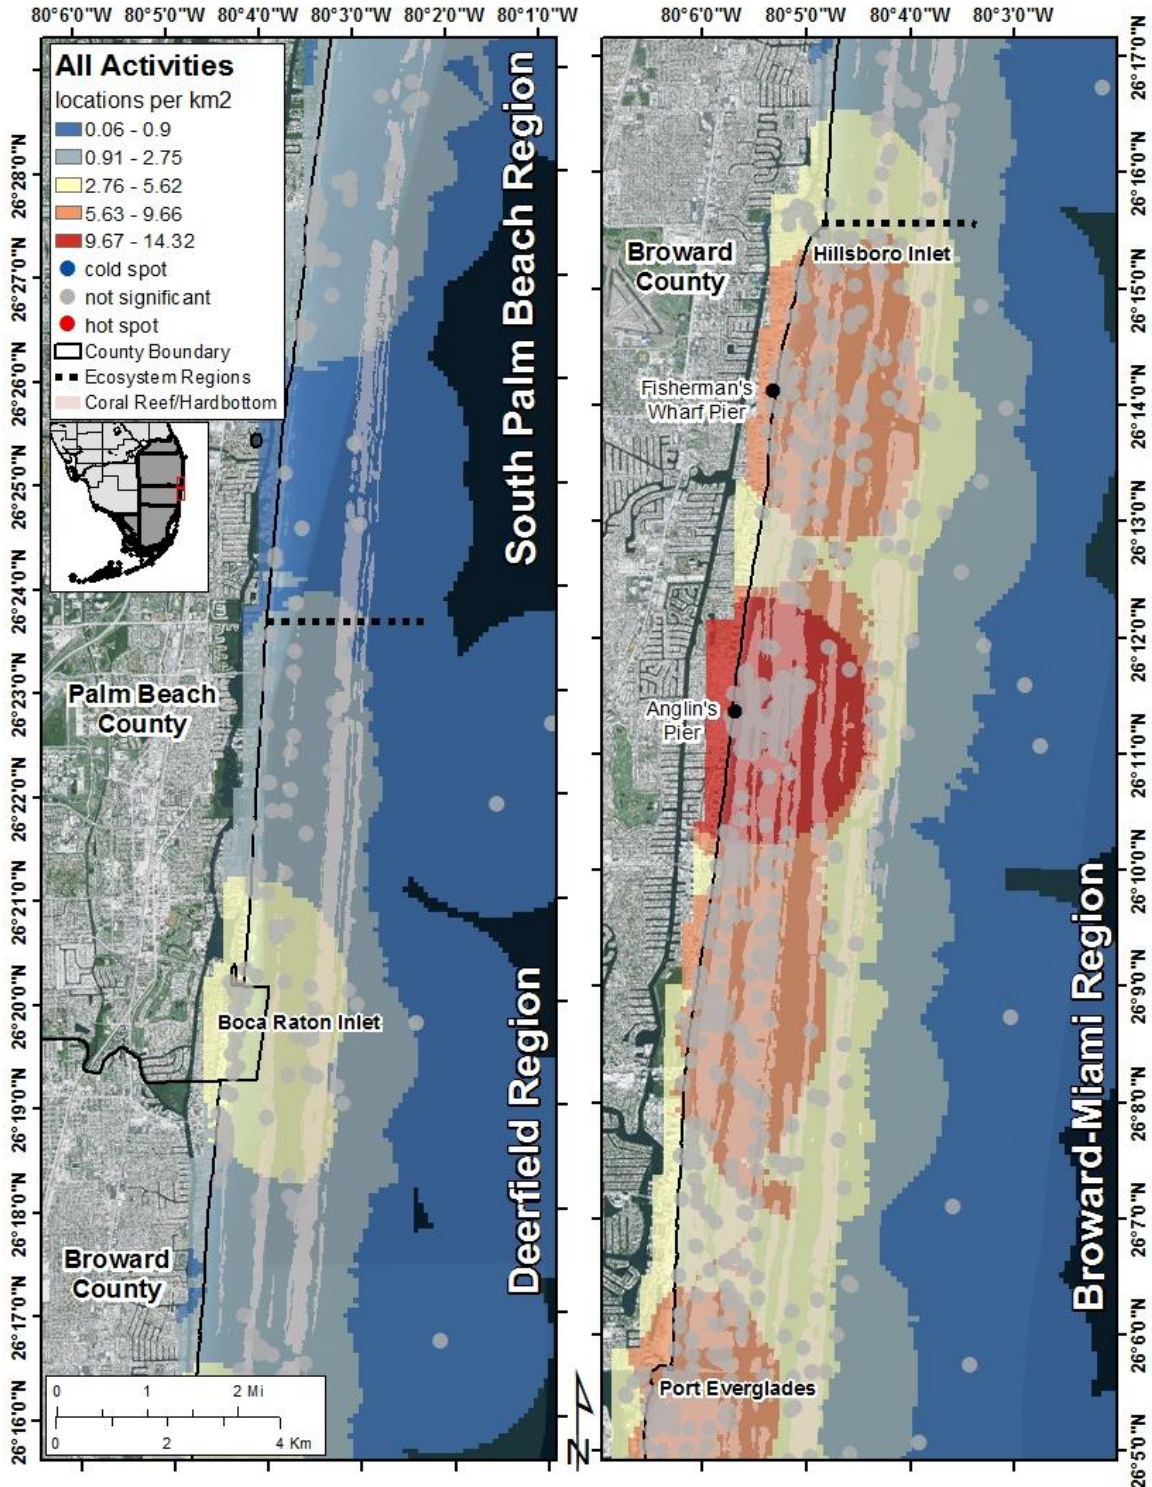 80°6'0"W 80°5'0"W 80°4'0"W 80°3'0"W 80°2'0"W 80°1'0"W
80°6'0"W 80°5'0"W 80°4'0"W 80°3'0"W
All Activities
locations per km2
0.06 - 0.9
0.91 - 2.75
2.76 - 5.62
5.63 - 9.66
9.67 - 14.32
cold spot
not significant
hot spot
County Boundary
Ecosystem Regions
Coral Reef/Hardbottom
26°28'0"N
26°27'0"N
26°26'0"N
26°25'0"N
26°24'0"N
26°23'0"N
26°22'0"N
26°21'0"N
26°20'0"N
26°19'0"N
26°18'0"N
26°17'0"N
26°16'0"N
South Palm Beach Region
Palm Beach
County
Boca Raton Inlet
Deerfield Region
Broward
County
0 1 2 Mi
0 2 4 Km
N
Broward
County
Hillsboro Inlet
Fisherman's
Wharf Pier
Anglin's
Pier
Port Everglades
Broward-Miami Region
26°17'0"N
26°16'0"N
26°15'0"N
26°14'0"N
26°13'0"N
26°12'0"N
26°11'0"N
26°10'0"N
26°9'0"N
26°8'0"N
26°7'0"N
26°6'0"N
26°5'0"N